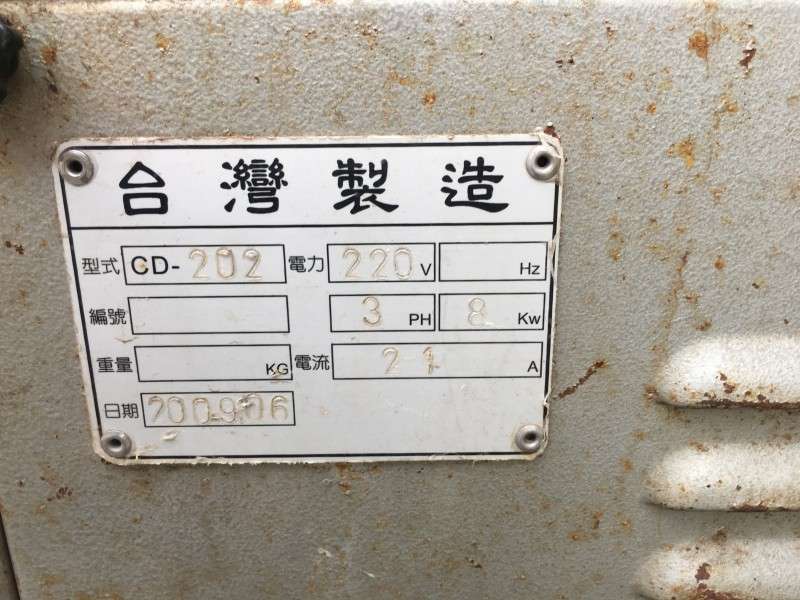 台灣製造
型式 CD-202 電力 220 V Hz
編號 3 PH 8 Kw
重量 KG 電流 21 A
日期